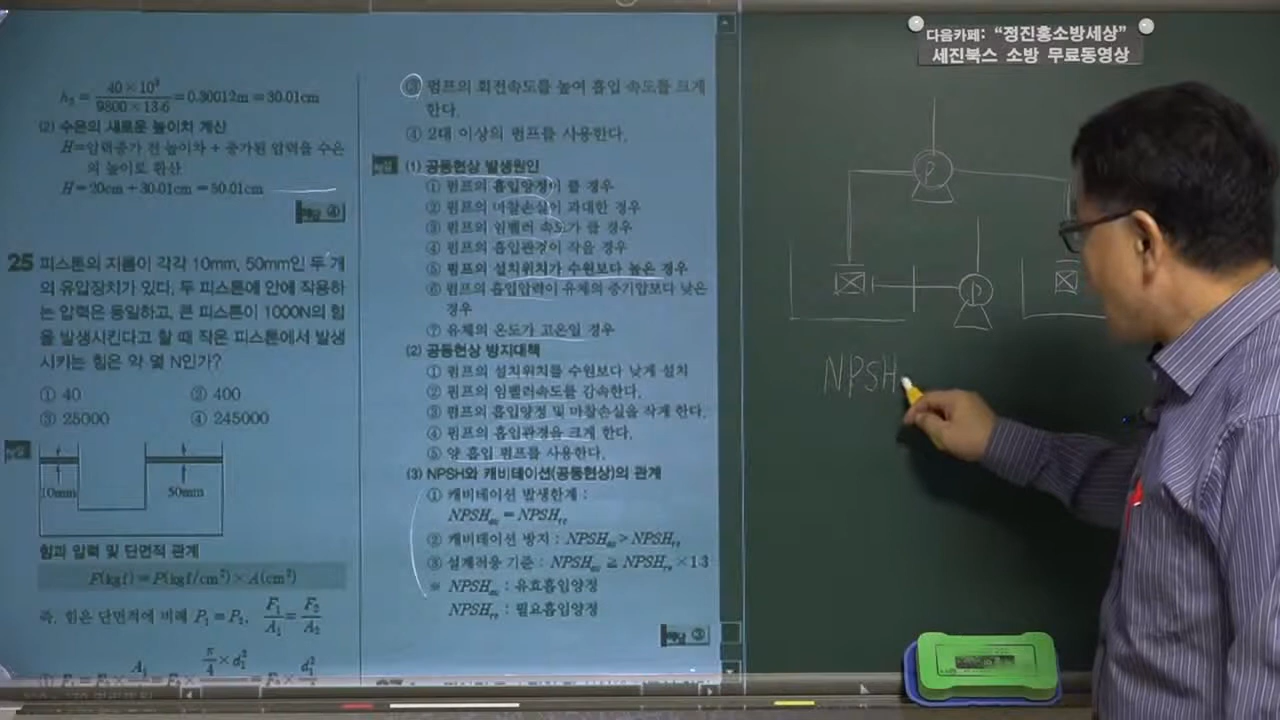 h₂ = 40×10³ / 9800×13.6 = 0.30012m = 30.01cm
(2) 수은의 새로운 높이차 계산
H=압력증가 전 높이차 + 증가된 압력을 수은
의 높이로 환산
H = 20cm + 30.01cm = 50.01cm
④
25 피스톤의 지름이 각각 10mm, 50mm인 두 개
의 유압장치가 있다. 두 피스톤에 안에 작용하
는 압력은 동일하고, 큰 피스톤이 1000N의 힘
을 발생시킨다고 할 때 작은 피스톤에서 발생
시키는 힘은 약 몇 N인가?
① 40 ② 400
③ 25000 ④ 245000
해설
10mm 50mm
힘과 압력 및 단면적 관계
F(kgf) = P(kgf/cm²) × A(cm²)
즉, 힘은 단면적에 비례 P₁ = P₂, F₁/A₁ = F₂/A₂
③ 펌프의 회전속도를 높여 흡입 속도를 크게
한다.
④ 2대 이상의 펌프를 사용한다.
해설 (1) 공동현상 발생원인
① 펌프의 흡입양정이 클 경우
② 펌프의 마찰손실이 과대한 경우
③ 펌프의 임펠러 속도가 클 경우
④ 펌프의 흡입관경이 작을 경우
⑤ 펌프의 설치위치가 수원보다 높은 경우
⑥ 펌프의 흡입압력이 유체의 증기압보다 낮은
경우
⑦ 유체의 온도가 고온일 경우
(2) 공동현상 방지대책
① 펌프의 설치위치를 수원보다 낮게 설치
② 펌프의 임펠러속도를 감속한다.
③ 펌프의 흡입양정 및 마찰손실을 작게 한다.
④ 펌프의 흡입관경을 크게 한다.
⑤ 양 흡입 펌프를 사용한다.
(3) NPSH와 캐비테이션(공동현상)의 관계
① 캐비테이션 발생한계 :
NPSHav = NPSHre
② 캐비테이션 방지 : NPSHav > NPSHre
③ 설계적용 기준 : NPSHav ≧ NPSHre × 1.3
※ NPSHav : 유효흡입양정
NPSHre : 필요흡입양정
③
다음카페: “정진홍소방세상”
세진북스 소방 무료동영상
P
P
NPSH